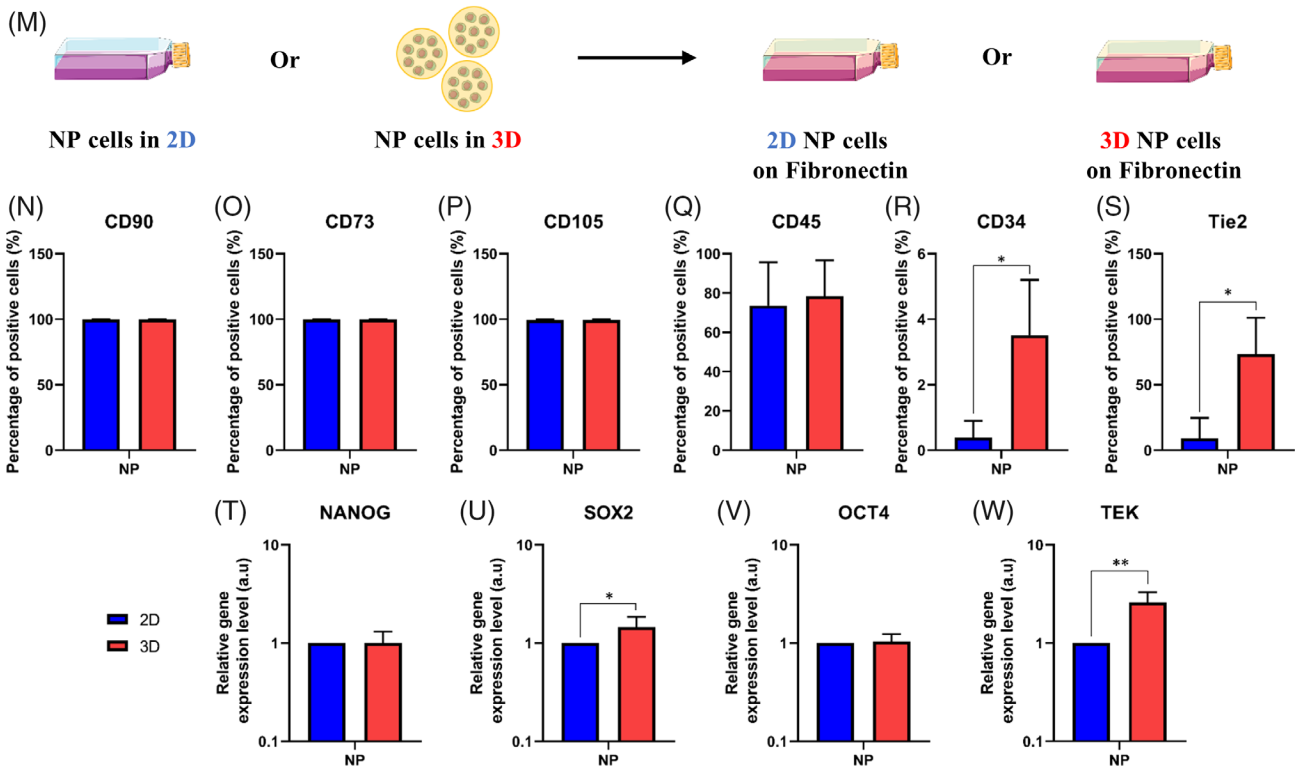 (M)
Or
Or
NP cells in 2D
NP cells in 3D
2D NP cells
on Fibronectin
3D NP cells
on Fibronectin
(N)
CD90
Percentage of positive cells (%)
150
100
50
0
NP
(O)
CD73
Percentage of positive cells (%)
150
100
50
0
NP
(P)
CD105
Percentage of positive cells (%)
150
100
50
0
NP
(Q)
CD45
Percentage of positive cells (%)
100
80
60
40
20
0
NP
(R)
CD34
Percentage of positive cells (%)
6
4
2
0
*
NP
(S)
Tie2
Percentage of positive cells (%)
150
100
50
0
*
NP
2D
3D
(T)
NANOG
Relative gene
expression level (a.u)
10
1
0.1
NP
(U)
SOX2
Relative gene
expression level (a.u)
10
1
0.1
*
NP
(V)
OCT4
Relative gene
expression level (a.u)
10
1
0.1
NP
(W)
TEK
Relative gene
expression level (a.u)
10
1
0.1
**
NP